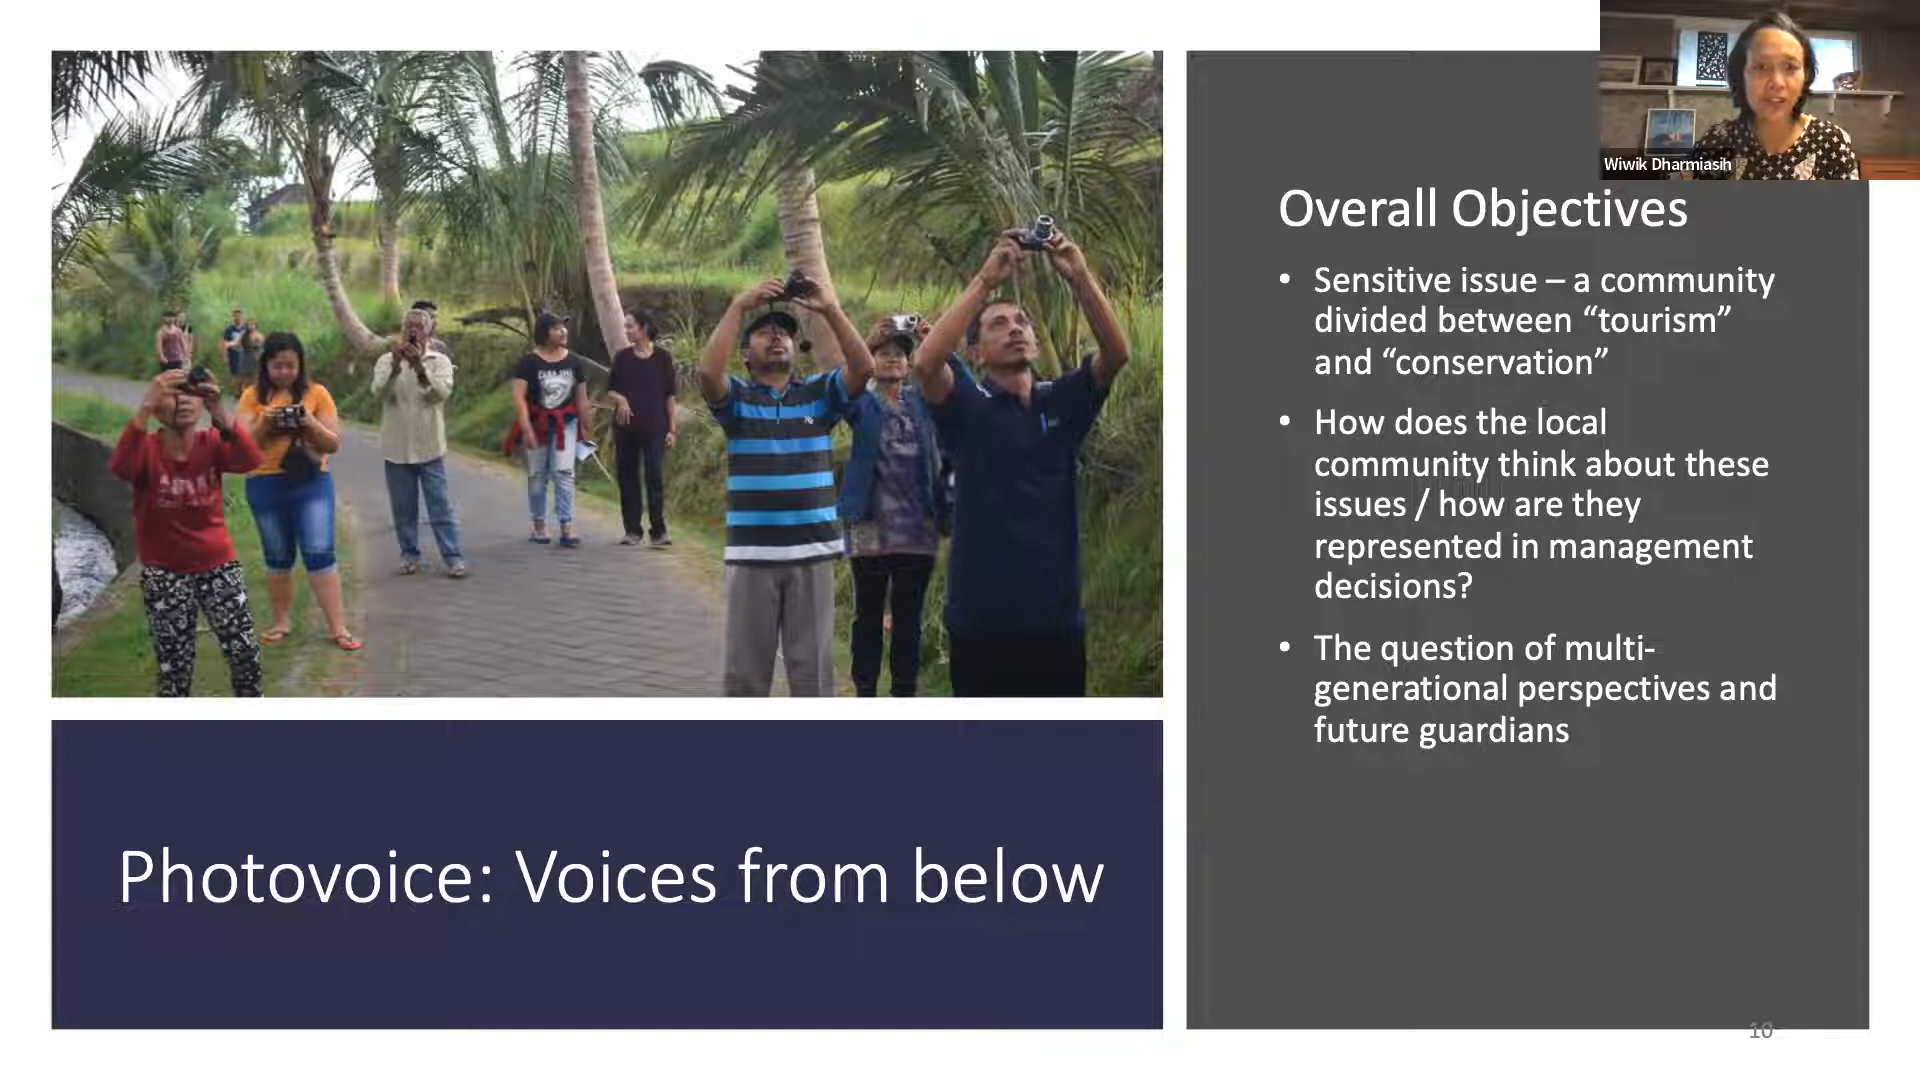 Wiwik Dharmiasih
Overall Objectives
• Sensitive issue – a community
divided between “tourism”
and “conservation”
• How does the local
community think about these
issues / how are they
represented in management
decisions?
• The question of multi-
generational perspectives and
future guardians
Photovoice: Voices from below
10